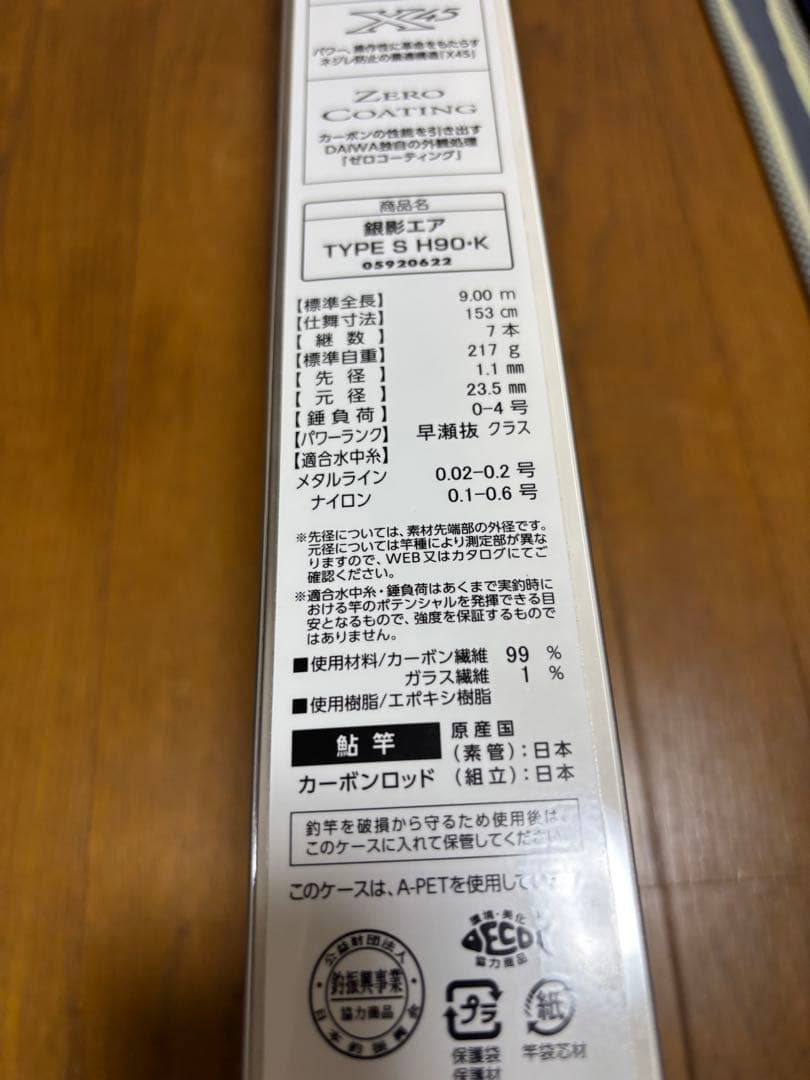 X45
パワー、操作性に革命をもたらす
ネジレ防止の最適構造「X45」
ZERO
COATING
カーボンの性能を引き出す
DAIWA独自の外観処理
「ゼロコーティング」
商品名
銀影エア
TYPE S H90・K
05920622
【標準全長】 9.00 m
【仕舞寸法】 153 cm
【継数】 7 本
【標準自重】 217 g
【先径】 1.1 mm
【元径】 23.5 mm
【錘負荷】 0-4 号
【パワーランク】 早瀬抜 クラス
【適合水中糸】
メタルライン 0.02-0.2 号
ナイロン 0.1-0.6 号
※先径については、素材先端部の外径です。
元径については竿種により測定部が異な
りますので、WEB又はカタログにてご
確認ください。
※適合水中糸・錘負荷はあくまで実釣時に
おける竿のポテンシャルを発揮できる目
安となるもので、強度を保証するもので
はありません。
■使用材料/カーボン繊維 99 %
ガラス繊維 1 %
■使用樹脂/エポキシ樹脂
鮎竿
カーボンロッド
原産国
(素管):日本
(組立):日本
釣竿を破損から守るため使用後は、
このケースに入れて保管してください。
このケースは、A-PETを使用してい
環境・美化
DECO
協力商品
公益財団法人
釣振興事業
協力商品
日本釣振興会
プラ
保護袋
保護材
紙
竿袋芯材